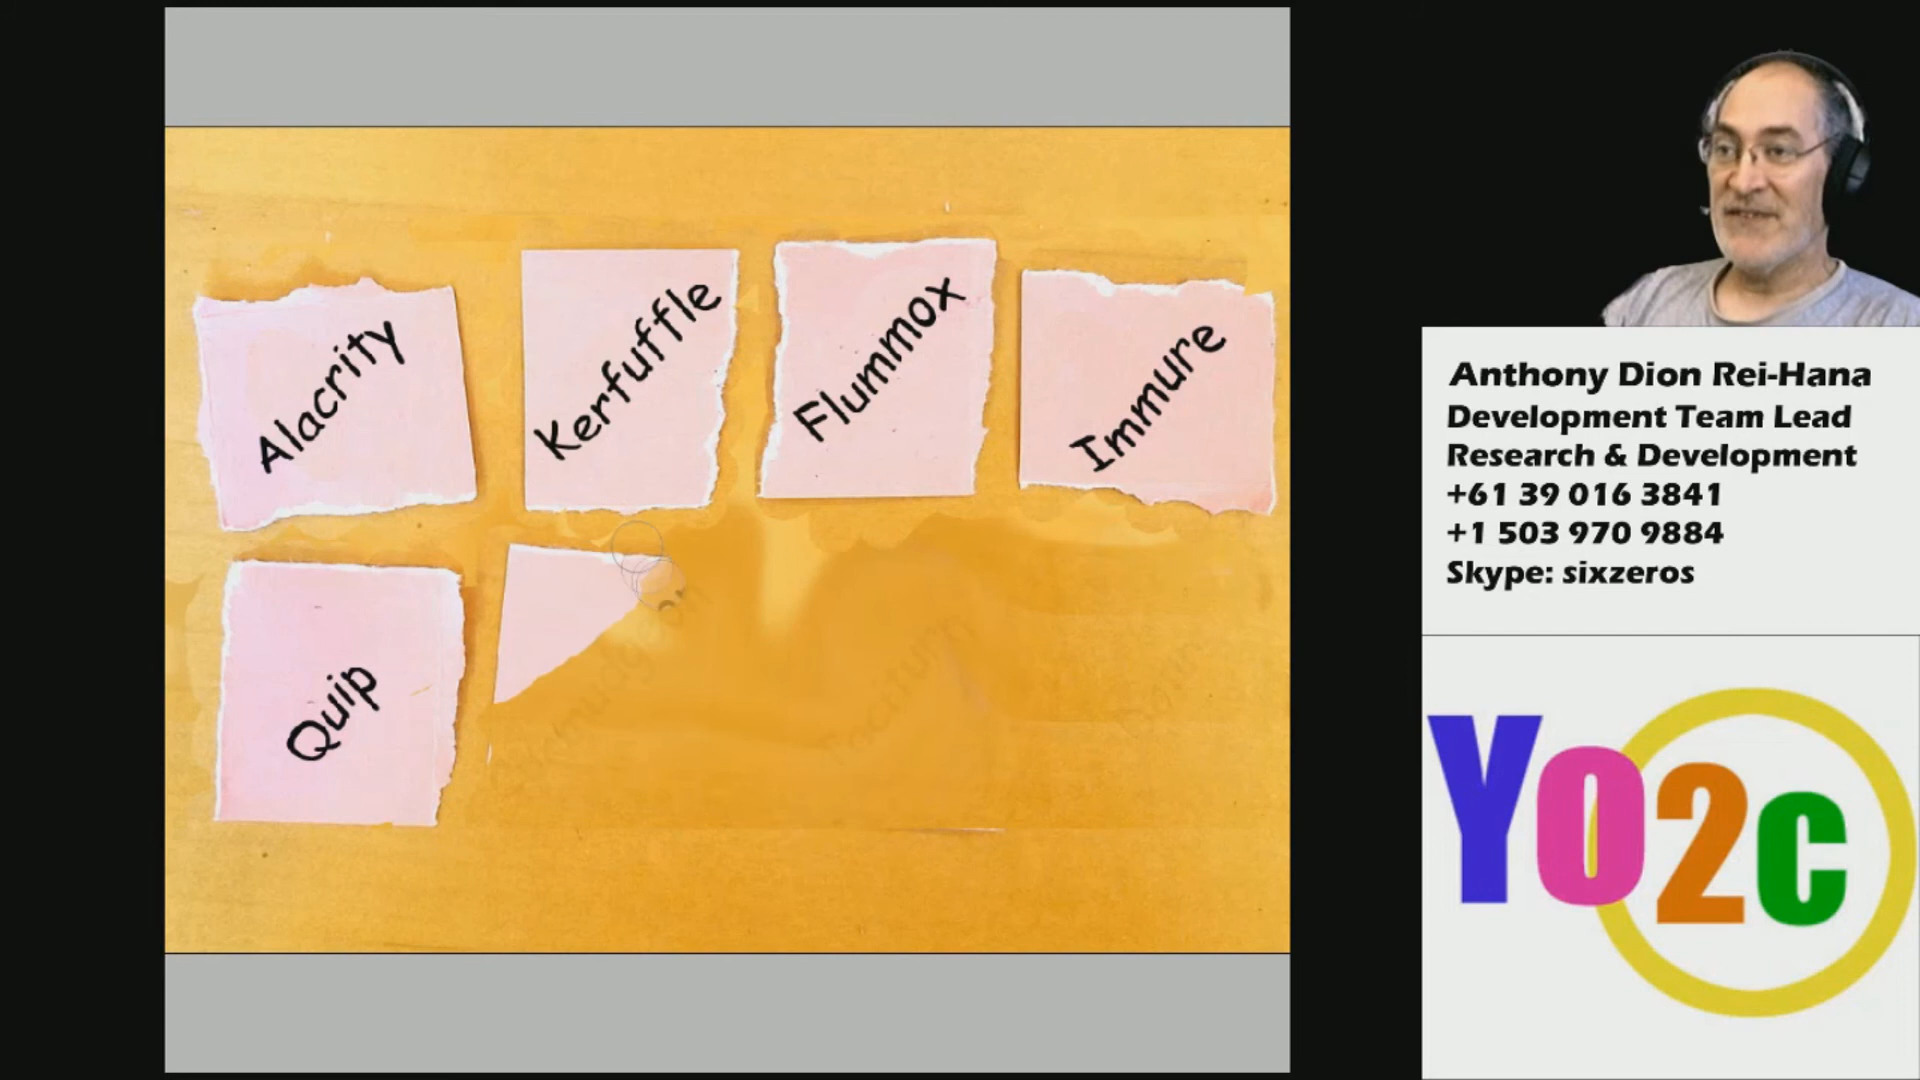 Alacrity
Kerfuffle
Flummox
Immure
Quip
Anthony Dion Rei-Hana
Development Team Lead
Research & Development
+61 39 016 3841
+1 503 970 9884
Skype: sixzeros
Yo2c